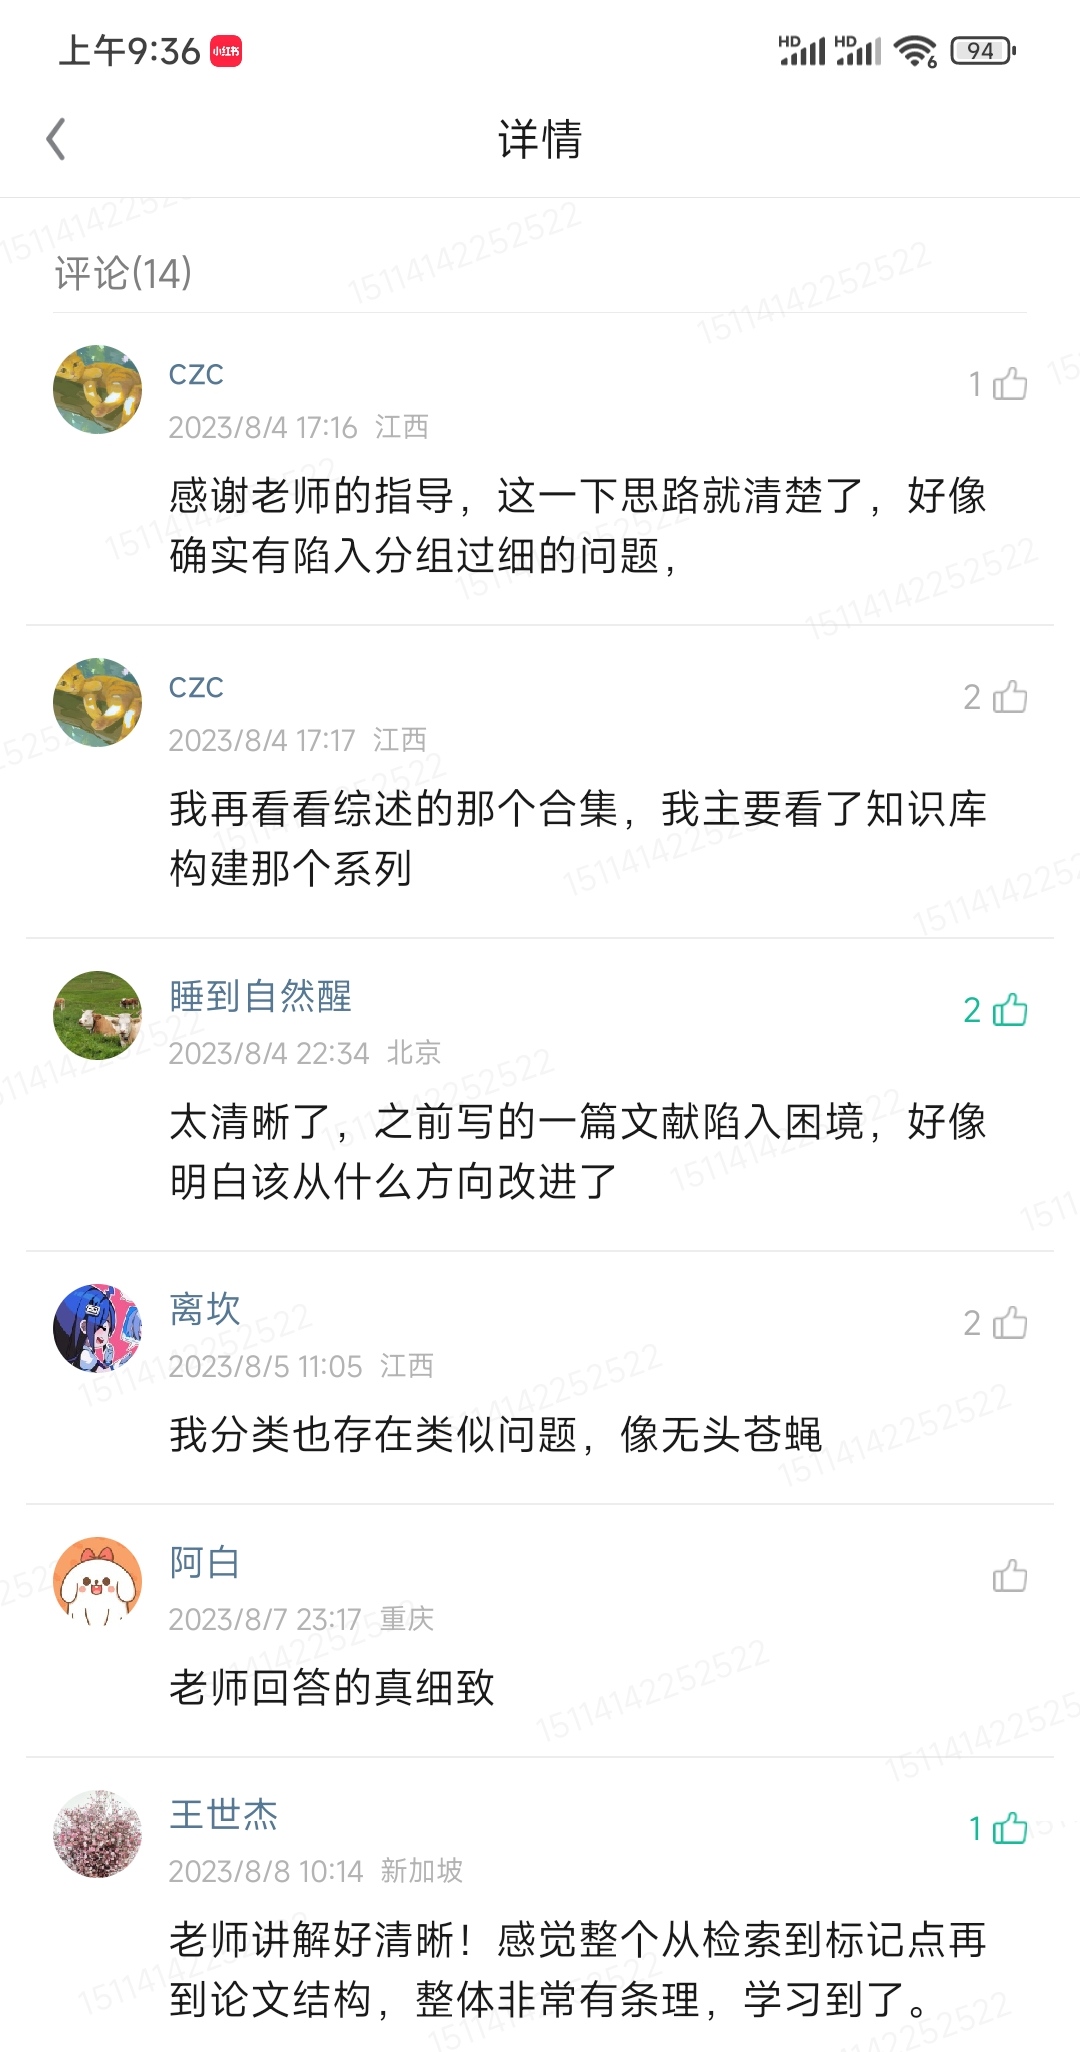 上午9:36 小红书 HD HD 6 94
详情
评论(14)
czc
1
2023/8/4 17:16 江西
感谢老师的指导，这一下思路就清楚了，好像
确实有陷入分组过细的问题，
czc
2
2023/8/4 17:17 江西
我再看看综述的那个合集，我主要看了知识库
构建那个系列
睡到自然醒
2
2023/8/4 22:34 北京
太清晰了，之前写的一篇文献陷入困境，好像
明白该从什么方向改进了
离坎
2
2023/8/5 11:05 江西
我分类也存在类似问题，像无头苍蝇
阿白
2023/8/7 23:17 重庆
老师回答的真细致
王世杰
1
2023/8/8 10:14 新加坡
老师讲解好清晰！感觉整个从检索到标记点再
到论文结构，整体非常有条理，学习到了。
15114142252522